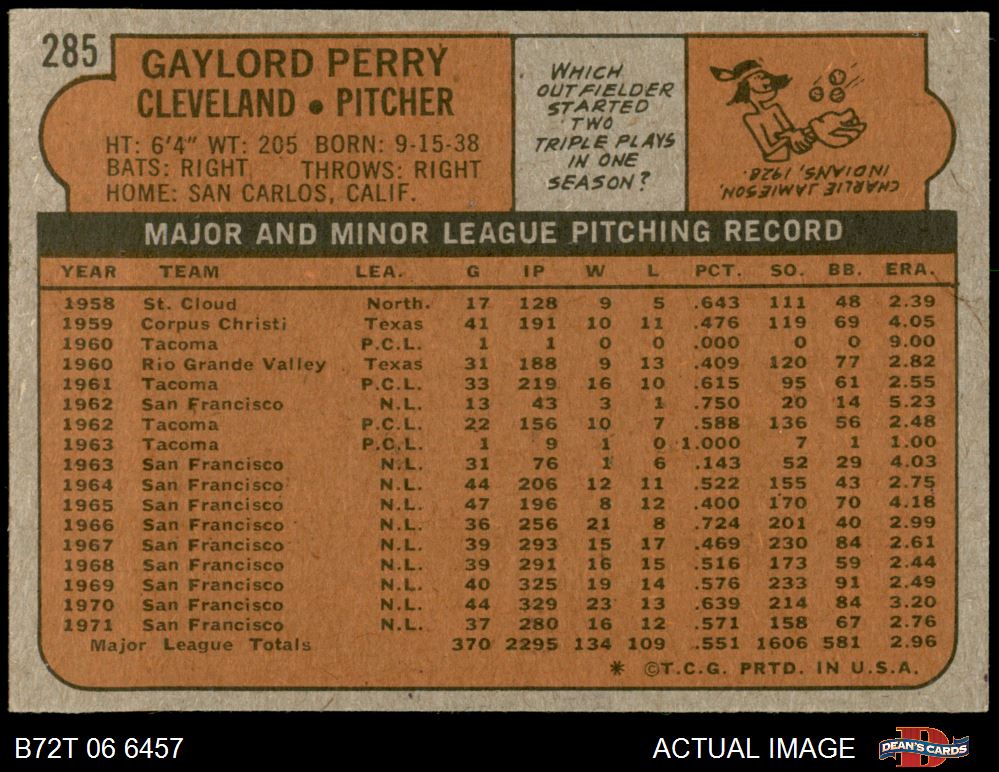 285
GAYLORD PERRY
CLEVELAND • PITCHER
HT: 6'4" WT: 205 BORN: 9-15-38
BATS: RIGHT THROWS: RIGHT
HOME: SAN CARLOS, CALIF.
WHICH
OUTFIELDER
STARTED
TWO
TRIPLE PLAYS
IN ONE
SEASON?
CHARLIE JAMIESON,
INDIANS, 1928.
MAJOR AND MINOR LEAGUE PITCHING RECORD
YEAR TEAM LEA. G IP W L PCT. SO. BB. ERA.
1958 St. Cloud North. 17 128 9 5 .643 111 48 2.39
1959 Corpus Christi Texas 41 191 10 11 .476 119 69 4.05
1960 Tacoma P.C.L. 1 1 0 0 .000 0 0 9.00
1960 Rio Grande Valley Texas 31 188 9 13 .409 120 77 2.82
1961 Tacoma P.C.L. 33 219 16 10 .615 95 61 2.55
1962 San Francisco N.L. 13 43 3 1 .750 20 14 5.23
1962 Tacoma P.C.L. 22 156 10 7 .588 136 56 2.48
1963 Tacoma P.C.L. 1 9 1 0 1.000 7 1 1.00
1963 San Francisco N.L. 31 76 1 6 .143 52 29 4.03
1964 San Francisco N.L. 44 206 12 11 .522 155 43 2.75
1965 San Francisco N.L. 47 196 8 12 .400 170 70 4.18
1966 San Francisco N.L. 36 256 21 8 .724 201 40 2.99
1967 San Francisco N.L. 39 293 15 17 .469 230 84 2.61
1968 San Francisco N.L. 39 291 16 15 .516 173 59 2.44
1969 San Francisco N.L. 40 325 19 14 .576 233 91 2.49
1970 San Francisco N.L. 44 329 23 13 .639 214 84 3.20
1971 San Francisco N.L. 37 280 16 12 .571 158 67 2.76
Major League Totals 370 2295 134 109 .551 1606 581 2.96
* ©T.C.G. PRTD. IN U.S.A.
B72T 06 6457
ACTUAL IMAGE
DEAN'S CARDS